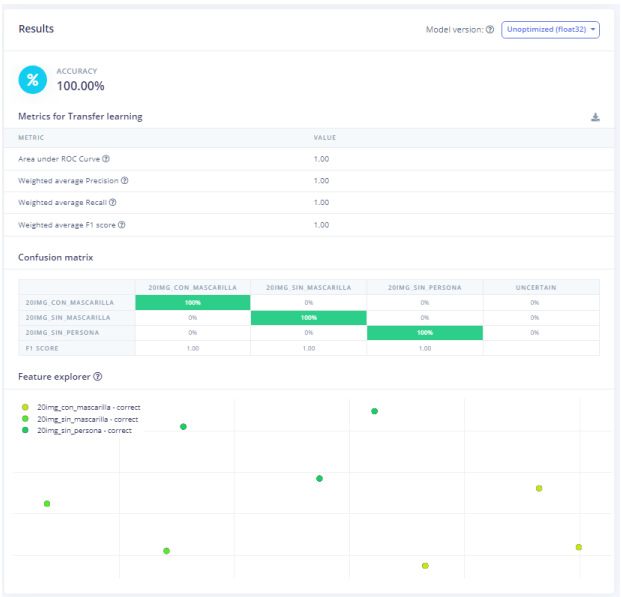 Results
Model version: Unoptimized (float32)
%
ACCURACY
100.00%
Metrics for Transfer learning
METRIC VALUE
Area under ROC Curve ? 1.00
Weighted average Precision ? 1.00
Weighted average Recall ? 1.00
Weighted average F1 score ? 1.00
Confusion matrix
20IMG_CON_MASCARILLA 20IMG_SIN_MASCARILLA 20IMG_SIN_PERSONA UNCERTAIN
20IMG_CON_MASCARILLA 100% 0% 0% 0%
20IMG_SIN_MASCARILLA 0% 100% 0% 0%
20IMG_SIN_PERSONA 0% 0% 100% 0%
F1 SCORE 1.00 1.00 1.00
Feature explorer ?
20img_con_mascarilla - correct
20img_sin_mascarilla - correct
20img_sin_persona - correct